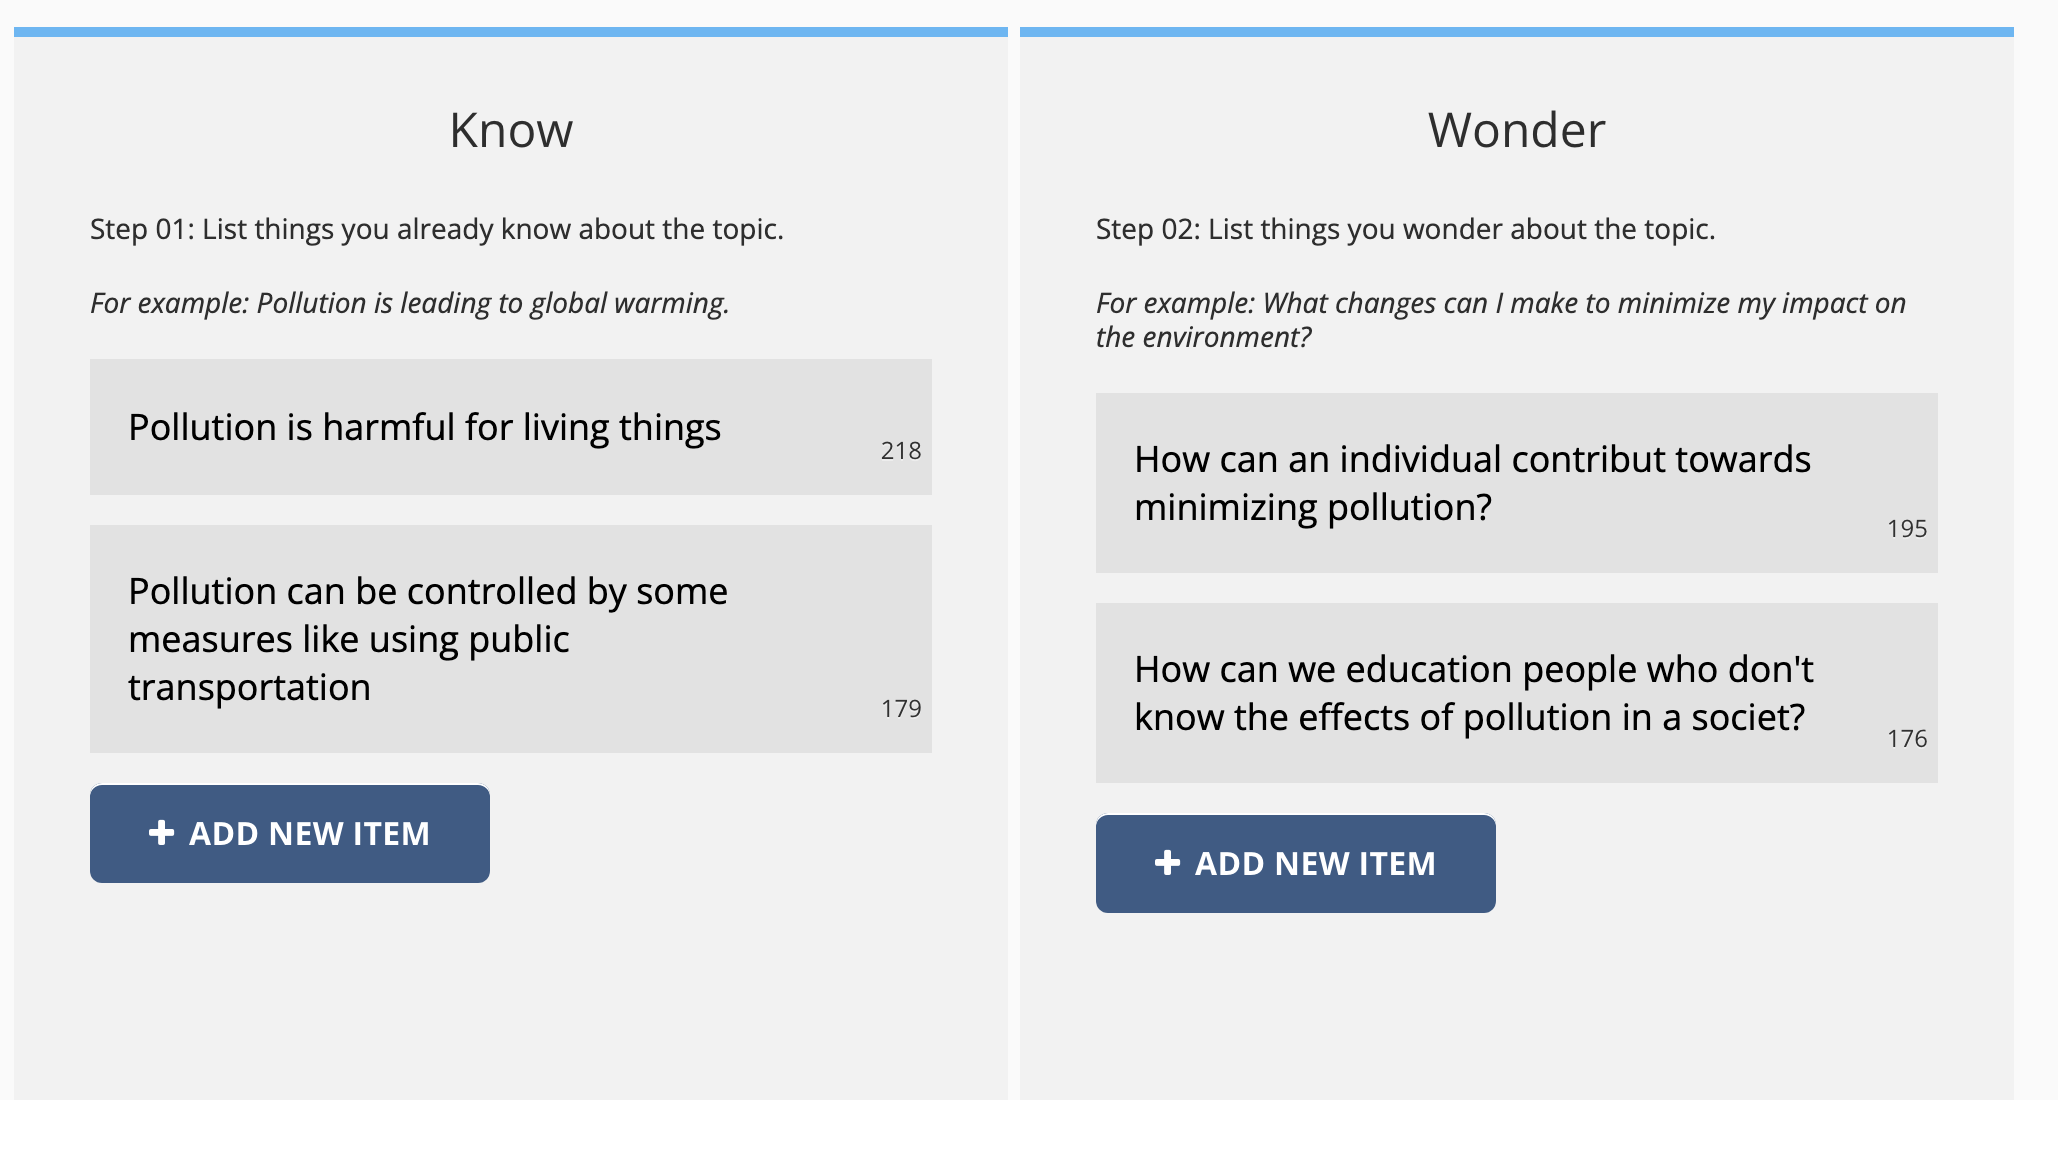 Know
Step 01: List things you already know about the topic.
For example: Pollution is leading to global warming.
Pollution is harmful for living things
218
Pollution can be controlled by some
measures like using public
transportation
179
+ ADD NEW ITEM
Wonder
Step 02: List things you wonder about the topic.
For example: What changes can I make to minimize my impact on
the environment?
How can an individual contribut towards
minimizing pollution?
195
How can we education people who don't
know the effects of pollution in a societ?
176
+ ADD NEW ITEM